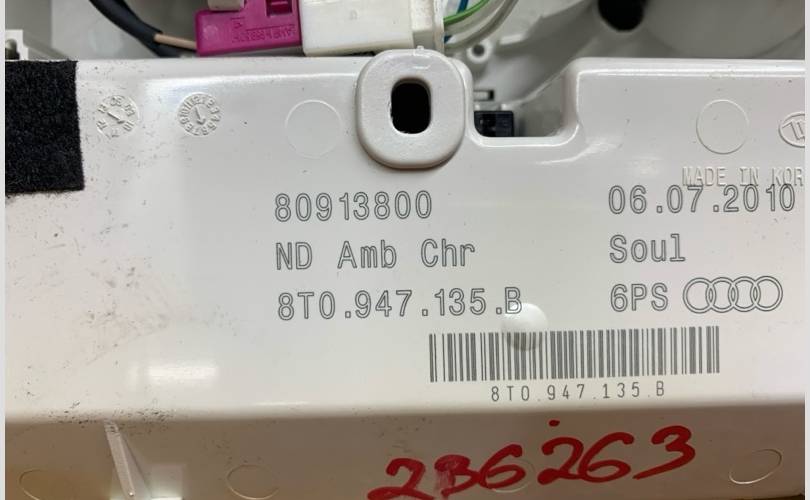 MADE IN KOR
80913800 06.07.2010
ND Amb Chr Soul
8T0.947.135.B 6PS
8T0.947.135.B
236263